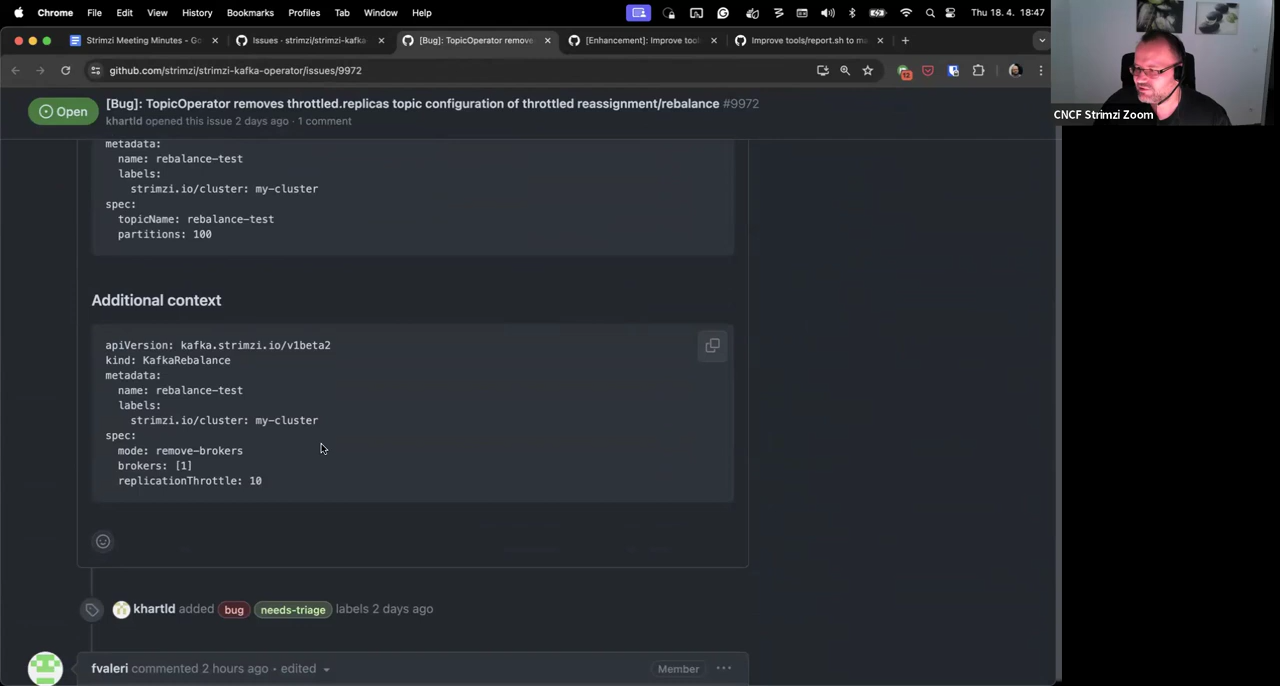 Chrome File Edit View History Bookmarks Profiles Tab Window Help Thu 18. 4. 18:47
Strimzi Meeting Minutes - Go Issues · strimzi/strimzi-kafka- [Bug]: TopicOperator remove [Enhancement]: Improve tool Improve tools/report.sh to ma
github.com/strimzi/strimzi-kafka-operator/issues/9972
12
CNCF Strimzi Zoom
Open
[Bug]: TopicOperator removes throttled.replicas topic configuration of throttled reassignment/rebalance #9972
khartld opened this issue 2 days ago · 1 comment
metadata:
name: rebalance-test
labels:
strimzi.io/cluster: my-cluster
spec:
topicName: rebalance-test
partitions: 100
Additional context
apiVersion: kafka.strimzi.io/v1beta2
kind: KafkaRebalance
metadata:
name: rebalance-test
labels:
strimzi.io/cluster: my-cluster
spec:
mode: remove-brokers
brokers: [1]
replicationThrottle: 10
khartld added bug needs-triage labels 2 days ago
fvaleri commented 2 hours ago · edited Member